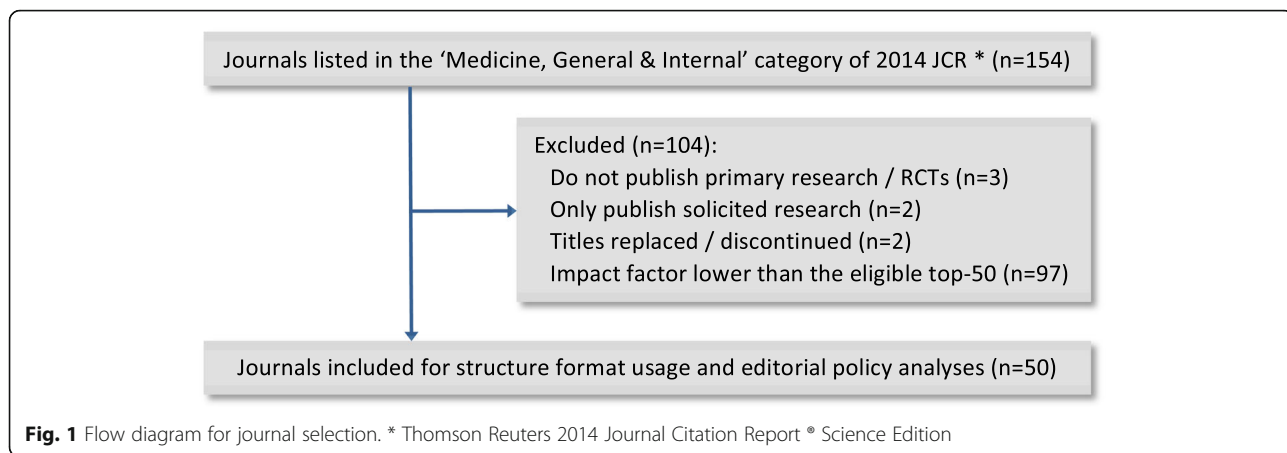 Journals listed in the ‘Medicine, General & Internal’ category of 2014 JCR * (n=154)
Excluded (n=104):
Do not publish primary research / RCTs (n=3)
Only publish solicited research (n=2)
Titles replaced / discontinued (n=2)
Impact factor lower than the eligible top-50 (n=97)
Journals included for structure format usage and editorial policy analyses (n=50)
Fig. 1 Flow diagram for journal selection. * Thomson Reuters 2014 Journal Citation Report ® Science Edition